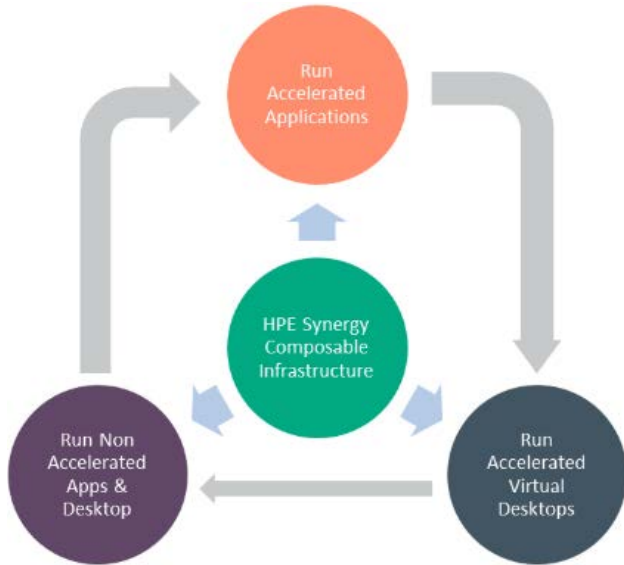 Run
Accelerated
Applications
HPE Synergy
Composable
Infrastructure
Run Non
Accelerated
Apps &
Desktop
Run
Accelerated
Virtual
Desktops